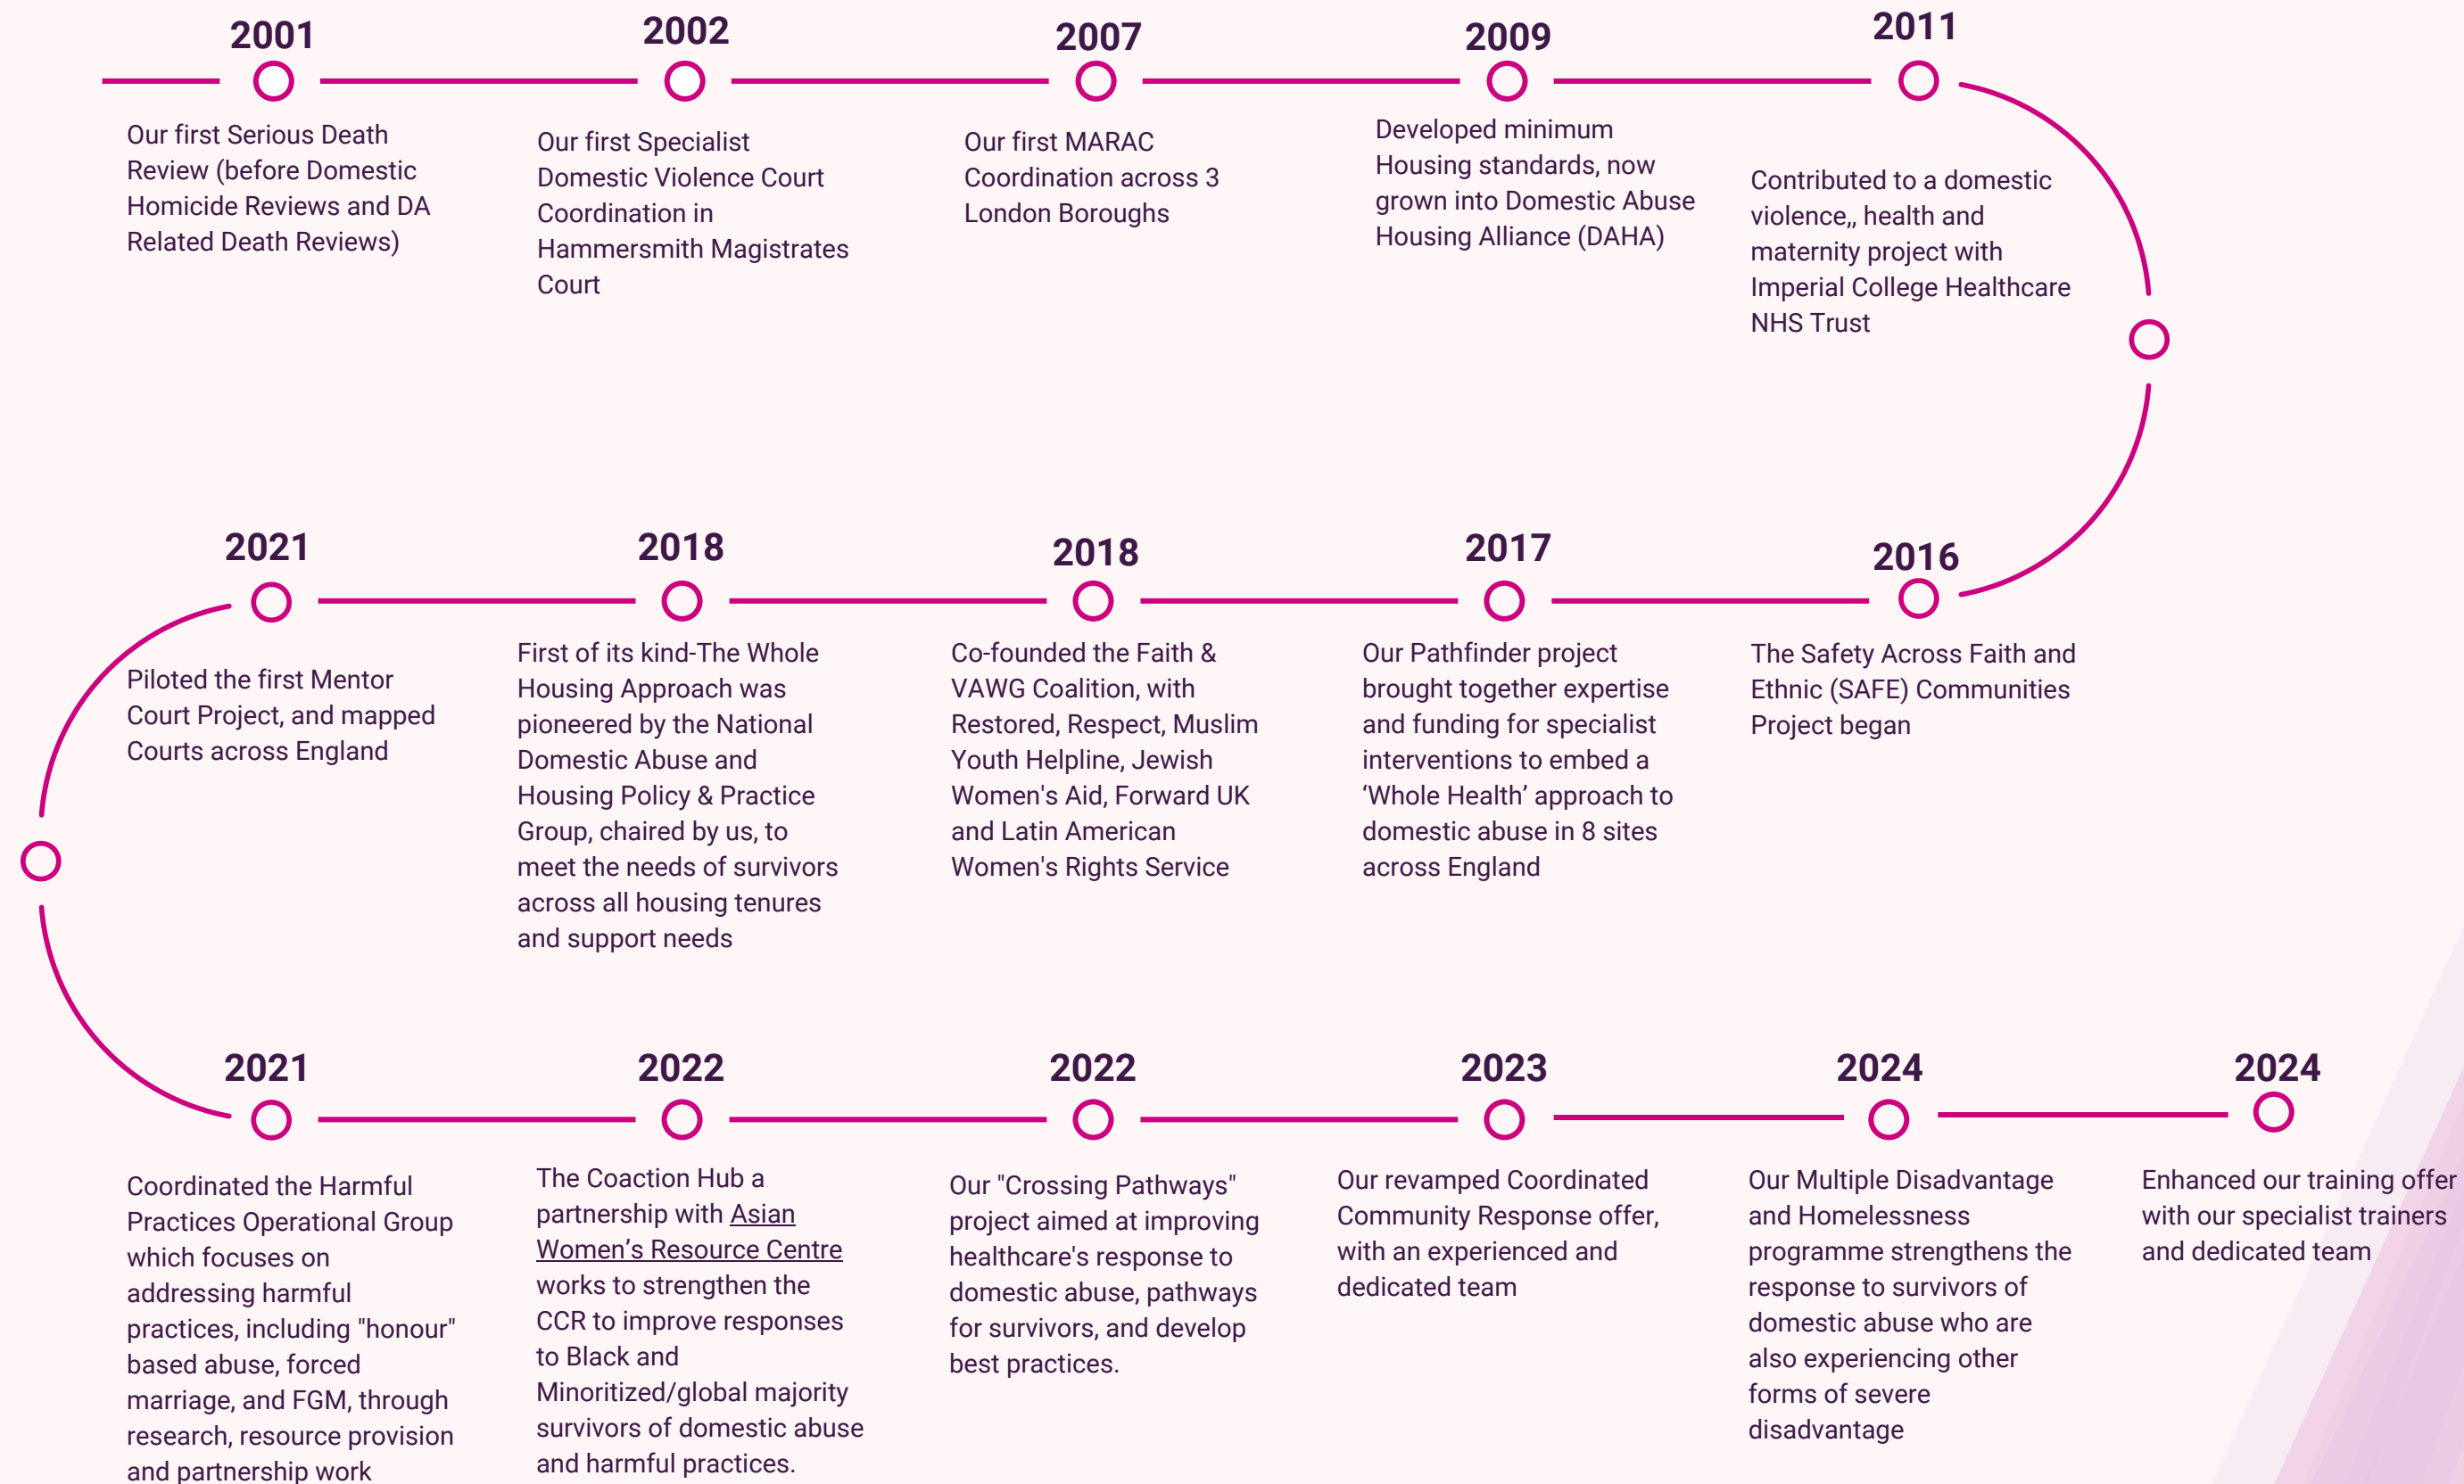 2001
Our first Serious Death
Review (before Domestic
Homicide Reviews and DA
Related Death Reviews)
2002
Our first Specialist
Domestic Violence Court
Coordination in
Hammersmith Magistrates
Court
2007
Our first MARAC
Coordination across 3
London Boroughs
2009
Developed minimum
Housing standards, now
grown into Domestic Abuse
Housing Alliance (DAHA)
2011
Contributed to a domestic
violence,, health and
maternity project with
Imperial College Healthcare
NHS Trust
2016
The Safety Across Faith and
Ethnic (SAFE) Communities
Project began
2017
Our Pathfinder project
brought together expertise
and funding for specialist
interventions to embed a
‘Whole Health’ approach to
domestic abuse in 8 sites
across England
2018
Co-founded the Faith &
VAWG Coalition, with
Restored, Respect, Muslim
Youth Helpline, Jewish
Women's Aid, Forward UK
and Latin American
Women's Rights Service
2018
First of its kind-The Whole
Housing Approach was
pioneered by the National
Domestic Abuse and
Housing Policy & Practice
Group, chaired by us, to
meet the needs of survivors
across all housing tenures
and support needs
2021
Piloted the first Mentor
Court Project, and mapped
Courts across England
2021
Coordinated the Harmful
Practices Operational Group
which focuses on
addressing harmful
practices, including "honour"
based abuse, forced
marriage, and FGM, through
research, resource provision
and partnership work
2022
The Coaction Hub a
partnership with Asian
Women’s Resource Centre
works to strengthen the
CCR to improve responses
to Black and
Minoritized/global majority
survivors of domestic abuse
and harmful practices.
2022
Our "Crossing Pathways"
project aimed at improving
healthcare's response to
domestic abuse, pathways
for survivors, and develop
best practices.
2023
Our revamped Coordinated
Community Response offer,
with an experienced and
dedicated team
2024
Our Multiple Disadvantage
and Homelessness
programme strengthens the
response to survivors of
domestic abuse who are
also experiencing other
forms of severe
disadvantage
2024
Enhanced our training offer
with our specialist trainers
and dedicated team